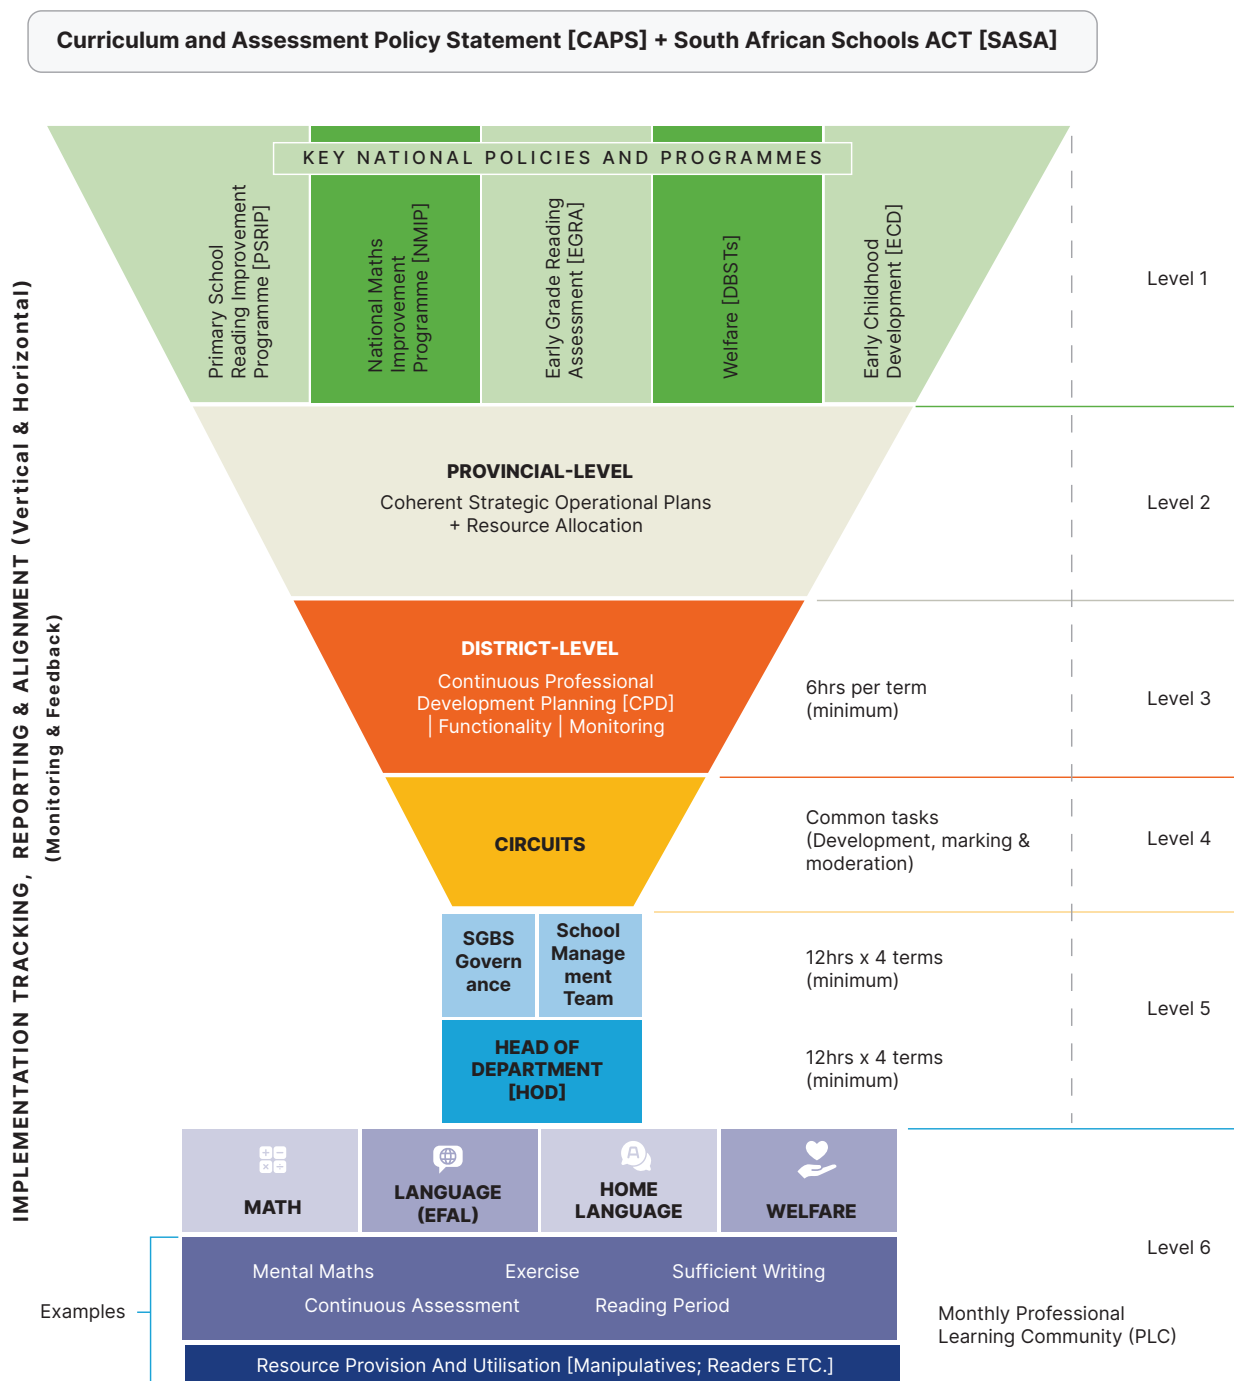 Curriculum and Assessment Policy Statement [CAPS] + South African Schools ACT [SASA]
KEY NATIONAL POLICIES AND PROGRAMMES
Primary School
Reading Improvement
Programme [PSRIP]
National Maths
Improvement
Programme [NMIP]
Early Grade Reading
Assessment [EGRA]
Welfare [DBSTs]
Early Childhood
Development [ECD]
Level 1
PROVINCIAL-LEVEL
Coherent Strategic Operational Plans
+ Resource Allocation
Level 2
DISTRICT-LEVEL
Continuous Professional
Development Planning [CPD]
| Functionality | Monitoring
6hrs per term
(minimum)
Level 3
CIRCUITS
Common tasks
(Development, marking &
moderation)
Level 4
SGBS
Govern
ance
School
Manage
ment
Team
12hrs x 4 terms
(minimum)
Level 5
HEAD OF
DEPARTMENT
[HOD]
12hrs x 4 terms
(minimum)
MATH
LANGUAGE
(EFAL)
HOME
LANGUAGE
WELFARE
Level 6
Mental Maths
Exercise
Sufficient Writing
Continuous Assessment
Reading Period
Examples
Monthly Professional
Learning Community (PLC)
Resource Provision And Utilisation [Manipulatives; Readers ETC.]
IMPLEMENTATION TRACKING, REPORTING & ALIGNMENT (Vertical & Horizontal)
(Monitoring & Feedback)